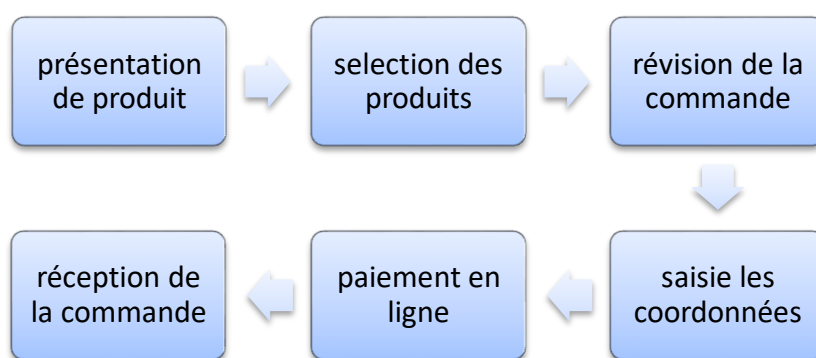 présentation
de produit
selection des
produits
révision de la
commande
saisie les
coordonnées
paiement en
ligne
réception de
la commande